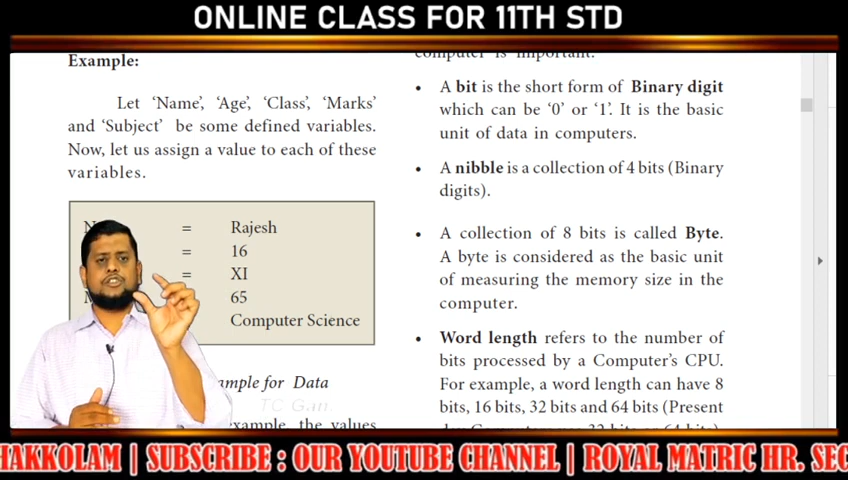 ONLINE CLASS FOR 11TH STD
Example:
Let ‘Name’, ‘Age’, ‘Class’, ‘Marks’
and ‘Subject’ be some defined variables.
Now, let us assign a value to each of these
variables.
= Rajesh
= 16
= XI
65
Computer Science
for Data
example, the values
computer is important.
• A bit is the short form of Binary digit
which can be ‘0’ or ‘1’. It is the basic
unit of data in computers.
• A nibble is a collection of 4 bits (Binary
digits).
• A collection of 8 bits is called Byte.
A byte is considered as the basic unit
of measuring the memory size in the
computer.
• Word length refers to the number of
bits processed by a Computer’s CPU.
For example, a word length can have 8
bits, 16 bits, 32 bits and 64 bits (Present
HAKKOLAM | SUBSCRIBE : OUR YOUTUBE CHANNEL | ROYAL MATRIC HR. SEC